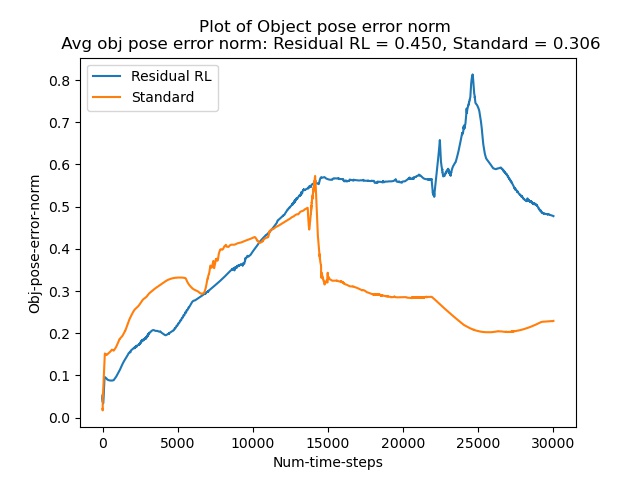 Plot of Object pose error norm
Avg obj pose error norm: Residual RL = 0.450, Standard = 0.306
Residual RL
Standard
0.8
0.7
0.6
0.5
0.4
0.3
0.2
0.1
0.0
Obj-pose-error-norm
0 5000 10000 15000 20000 25000 30000
Num-time-steps